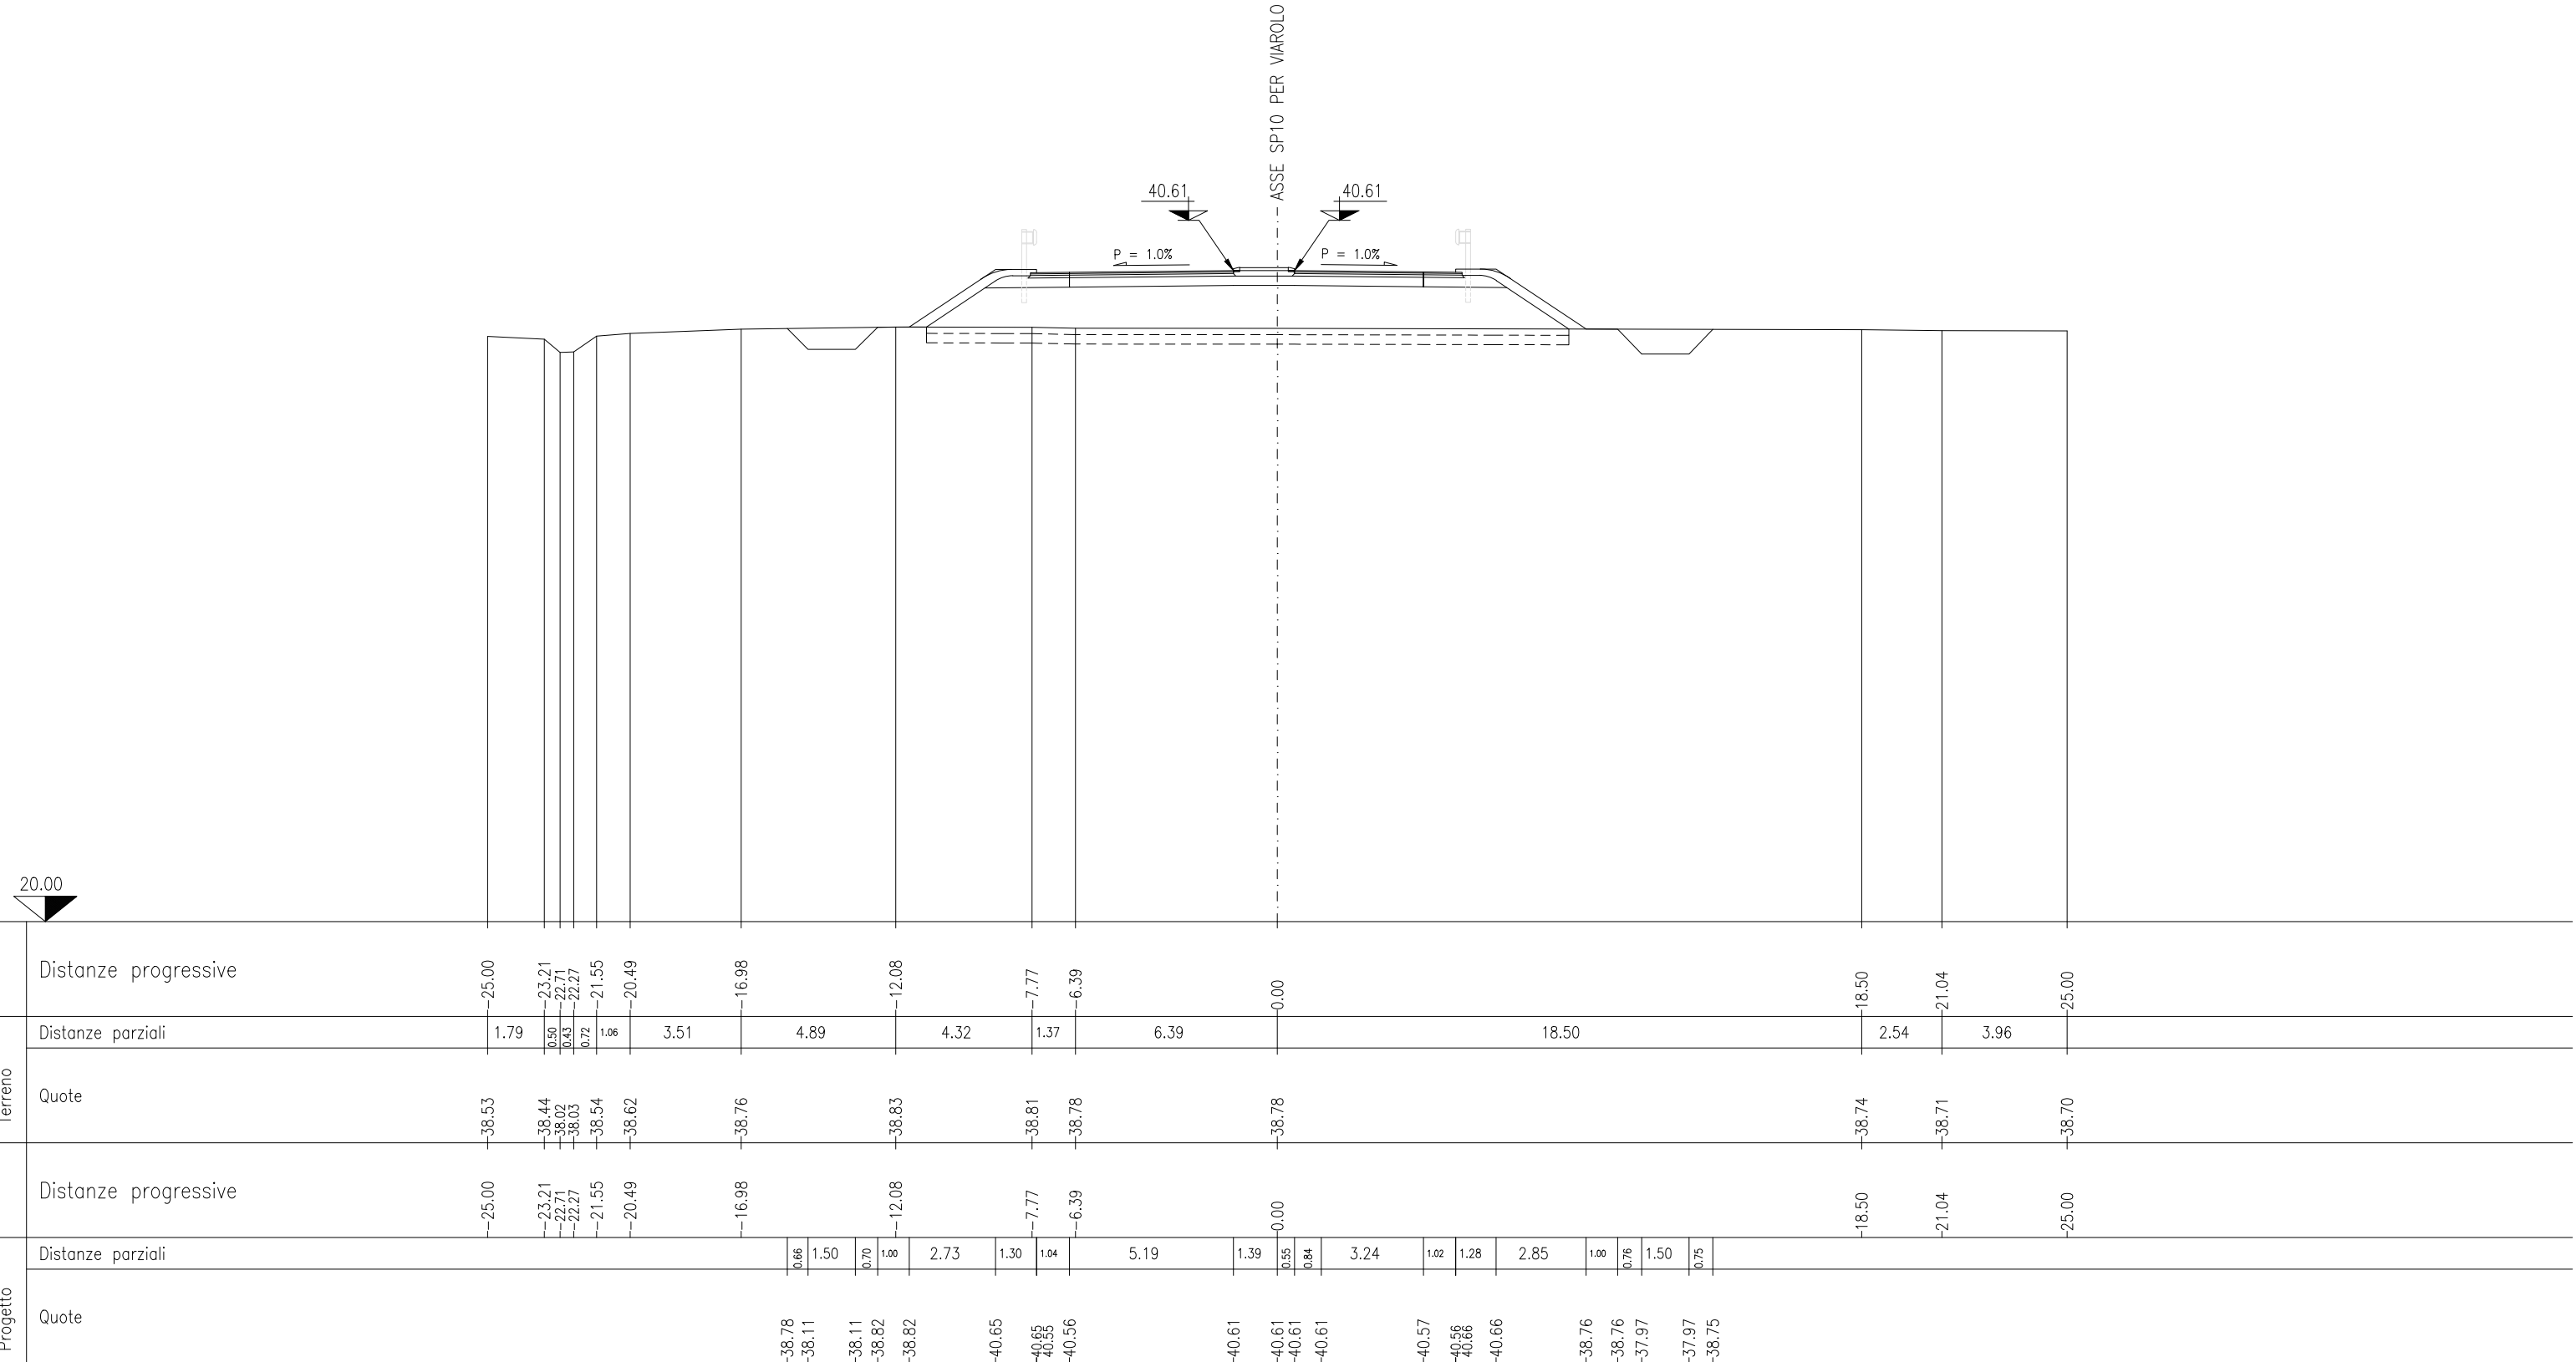 ASSE SP10 PER VIAROLO
40.61 40.61
P = 1.0% P = 1.0%
20.00
Terreno
Distanze progressive
-25.00 -23.21 -22.71 -22.27 -21.55 -20.49 -16.98 -12.08 -7.77 -6.39 0.00 18.50 21.04 25.00
Distanze parziali
1.79 0.50 0.43 0.72 1.06 3.51 4.89 4.32 1.37 6.39 18.50 2.54 3.96
Quote
38.53 38.44 38.02 38.03 38.54 38.62 38.76 38.83 38.81 38.78 38.78 38.74 38.71 38.70
Progetto
Distanze progressive
-25.00 -23.21 -22.71 -22.27 -21.55 -20.49 -16.98 -12.08 -7.77 -6.39 0.00 18.50 21.04 25.00
Distanze parziali
0.66 1.50 0.70 1.00 2.73 1.30 1.04 5.19 1.39 0.55 0.84 3.24 1.02 1.28 2.85 1.00 0.76 1.50 0.75
Quote
38.78 38.11 38.11 38.82 38.82 40.65 40.65 40.55 40.56 40.61 40.61 40.61 40.61 40.57 40.56 40.66 40.66 38.76 38.76 37.97 37.97 38.75